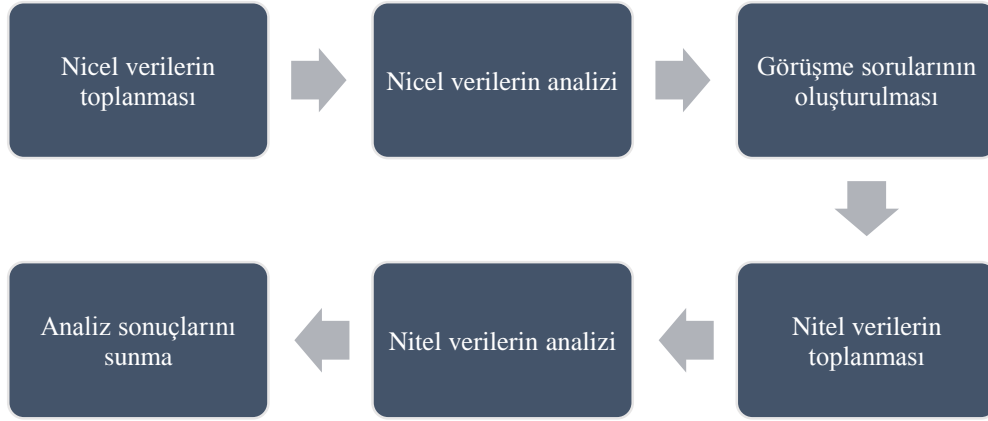 Nicel verilerin
toplanması
Nicel verilerin analizi
Görüşme sorularının
oluşturulması
Nitel verilerin
toplanması
Nitel verilerin analizi
Analiz sonuçlarını
sunma